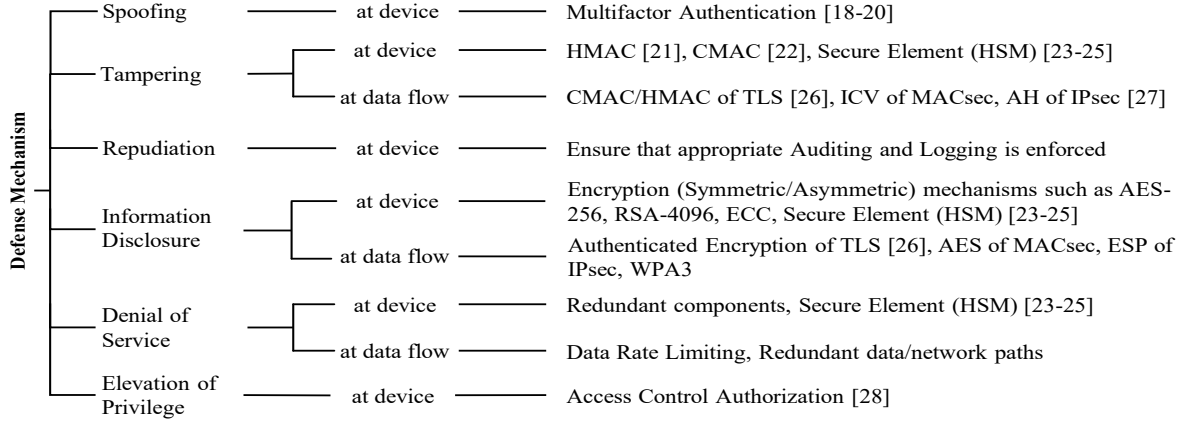 Defense Mechanism
Spoofing
at device
Multifactor Authentication [18-20]
Tampering
at device
HMAC [21], CMAC [22], Secure Element (HSM) [23-25]
at data flow
CMAC/HMAC of TLS [26], ICV of MACsec, AH of IPsec [27]
Repudiation
at device
Ensure that appropriate Auditing and Logging is enforced
Information
Disclosure
at device
Encryption (Symmetric/Asymmetric) mechanisms such as AES-
256, RSA-4096, ECC, Secure Element (HSM) [23-25]
at data flow
Authenticated Encryption of TLS [26], AES of MACsec, ESP of
IPsec, WPA3
Denial of
Service
at device
Redundant components, Secure Element (HSM) [23-25]
at data flow
Data Rate Limiting, Redundant data/network paths
Elevation of
Privilege
at device
Access Control Authorization [28]